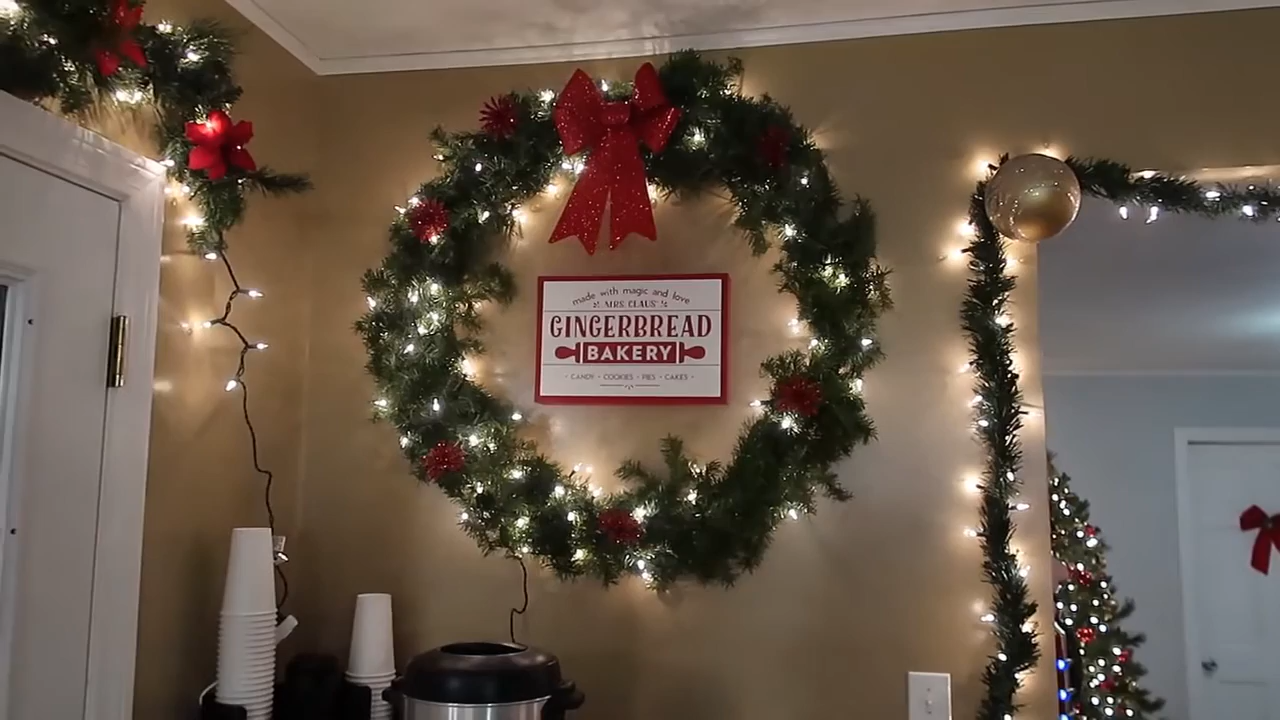 made with magic and love
MRS. CLAUS'
GINGERBREAD
BAKERY
· CANDY · COOKIES · PIES · CAKES ·